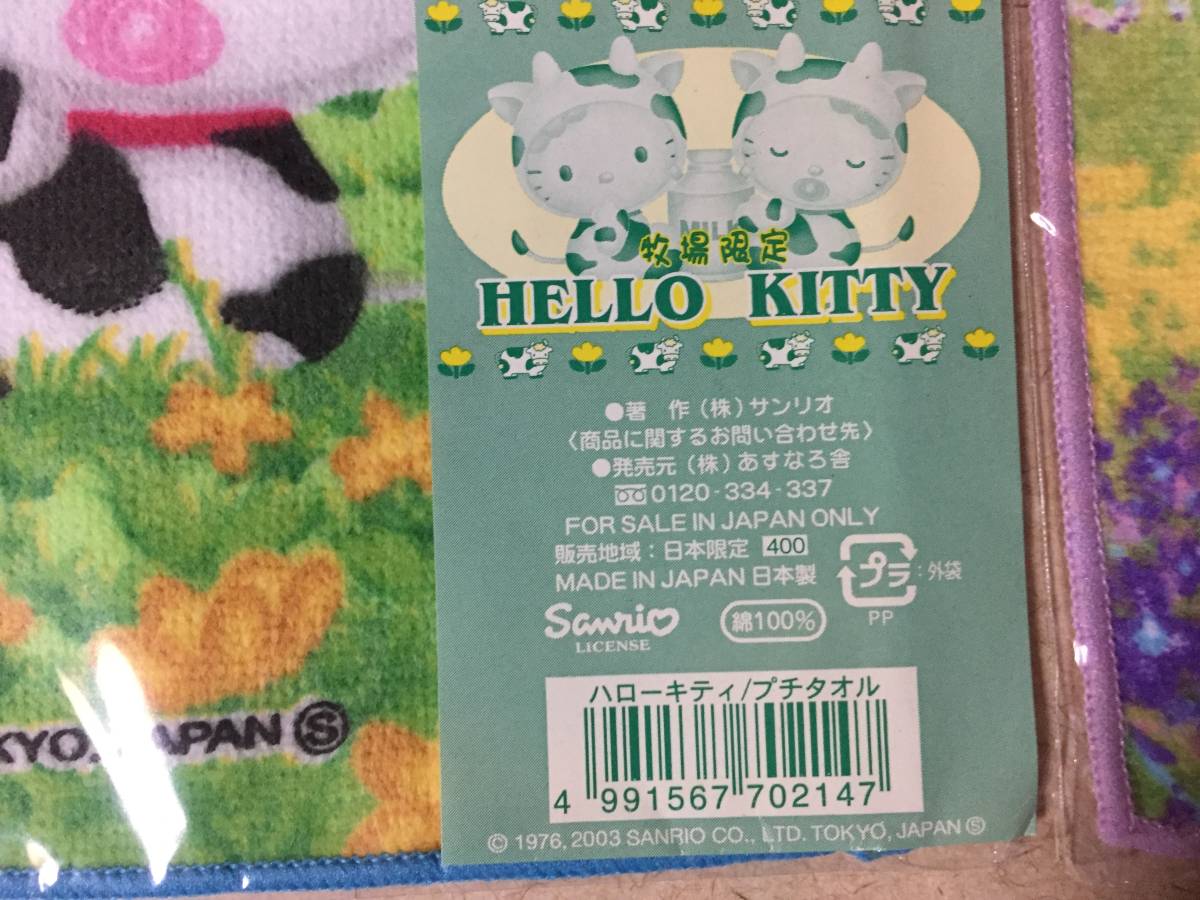 MILK
牧場限定
HELLO KITTY
●著 作(株)サンリオ
〈商品に関するお問い合わせ先〉
●発売元(株)あすなろ舎
0120-334-337
FOR SALE IN JAPAN ONLY
販売地域:日本限定 400
MADE IN JAPAN 日本製
プラ :外袋
PP
Sanrio
LICENSE
綿100%
ハローキティ/プチタオル
4 991567 702147
© 1976, 2003 SANRIO CO., LTD. TOKYO, JAPAN Ⓢ
KYO, JAPAN Ⓢ